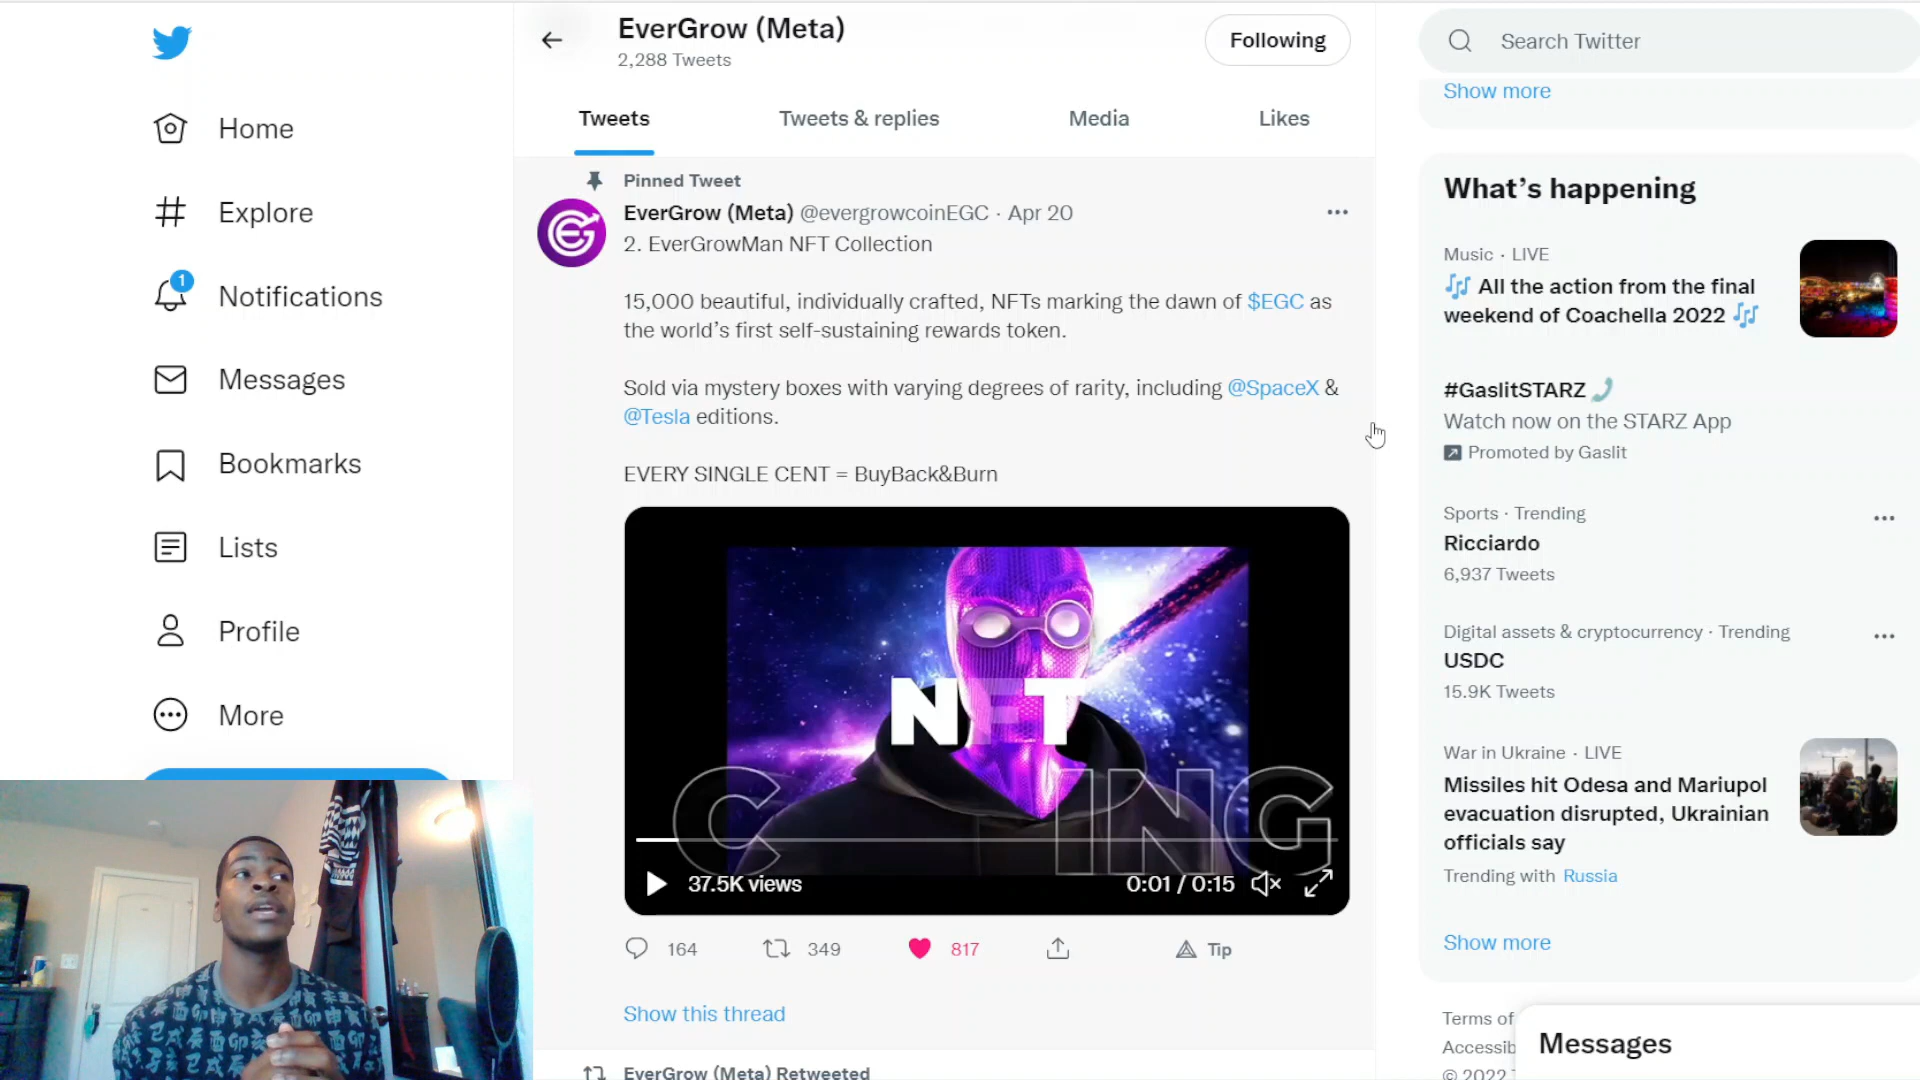 EverGrow (Meta)
2,288 Tweets
Following
Search Twitter
Show more
Home
Explore
1
Notifications
Messages
Bookmarks
Lists
Profile
More
Tweets
Tweets & replies
Media
Likes
Pinned Tweet
EverGrow (Meta) @evergrowcoinEGC · Apr 20
2. EverGrowMan NFT Collection
15,000 beautiful, individually crafted, NFTs marking the dawn of $EGC as
the world's first self-sustaining rewards token.
Sold via mystery boxes with varying degrees of rarity, including @SpaceX &
@Tesla editions.
EVERY SINGLE CENT = BuyBack&Burn
NFT
37.5K views
0:01 / 0:15
164
349
817
Tip
Show this thread
EverGrow (Meta) Retweeted
What's happening
Music · LIVE
All the action from the final
weekend of Coachella 2022
#GaslitSTARZ
Watch now on the STARZ App
Promoted by Gaslit
Sports · Trending
Ricciardo
6,937 Tweets
Digital assets & cryptocurrency · Trending
USDC
15.9K Tweets
War in Ukraine · LIVE
Missiles hit Odesa and Mariupol
evacuation disrupted, Ukrainian
officials say
Trending with Russia
Show more
Terms of
© 2022
Messages